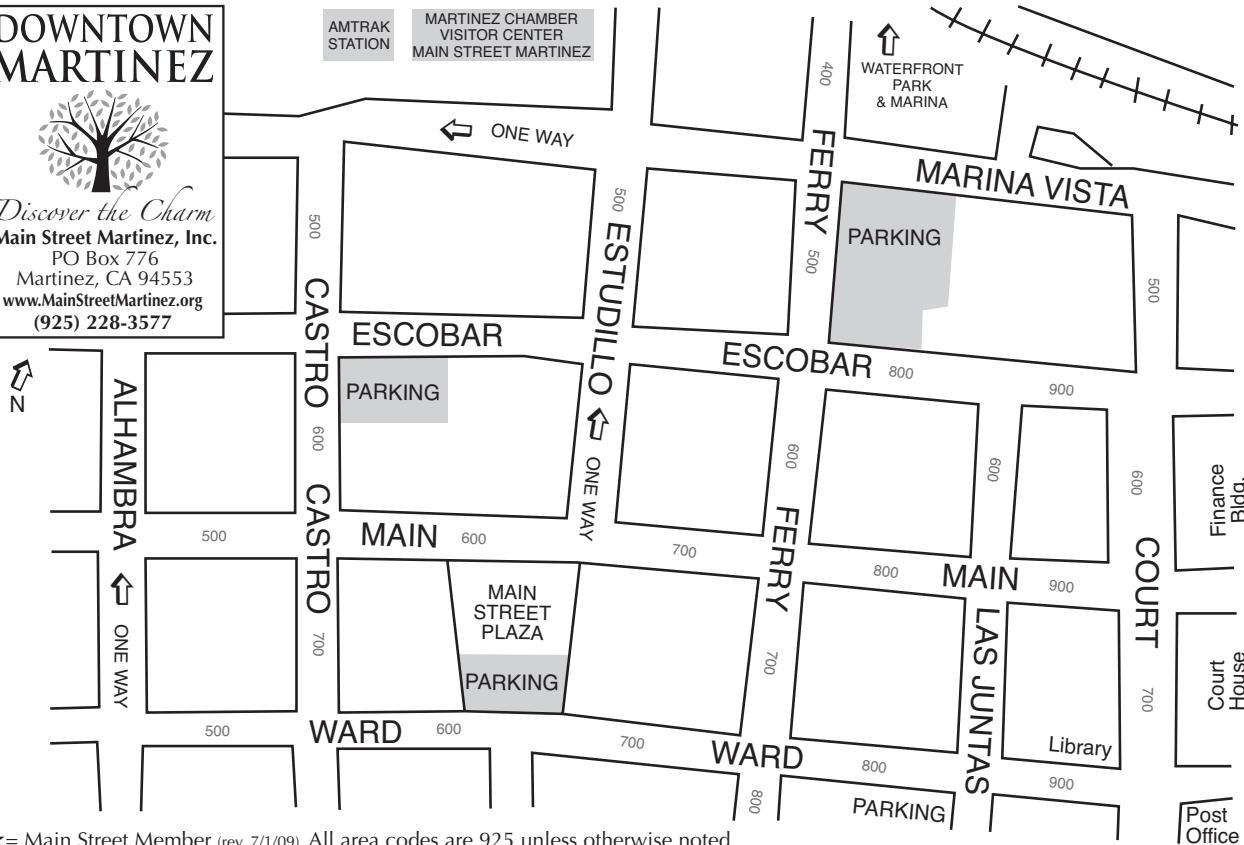 DOWNTOWN
MARTINEZ
Discover the Charm
Main Street Martinez, Inc.
PO Box 776
Martinez, CA 94553
www.MainStreetMartinez.org
(925) 228-3577
AMTRAK
STATION
MARTINEZ CHAMBER
VISITOR CENTER
MAIN STREET MARTINEZ
400
WATERFRONT
PARK
& MARINA
ONE WAY
FERRY
MARINA VISTA
500
500
ESTUDILLO
500
PARKING
500
CASTRO
ESCOBAR
ESCOBAR
800
900
N
ALHAMBRA
PARKING
600
ONE WAY
600
600
600
Finance
Bldg.
500
CASTRO
MAIN
600
700
FERRY
800
MAIN
900
COURT
ONE WAY
700
MAIN
STREET
PLAZA
PARKING
700
LAS JUNTAS
700
Court
House
500
WARD
600
700
WARD
800
Library
900
800
PARKING
Post
Office
= Main Street Member (rev. 7/1/09) All area codes are 925 unless otherwise noted